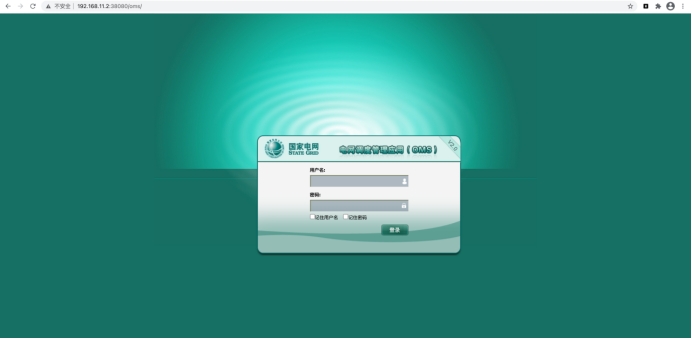 不安全 | 192.168.11.2:38080/oms/
国家电网
STATE GRID
电网调度管理应用（OMS）
V2.0
用户名:
密码:
记住用户名 记住密码
登录